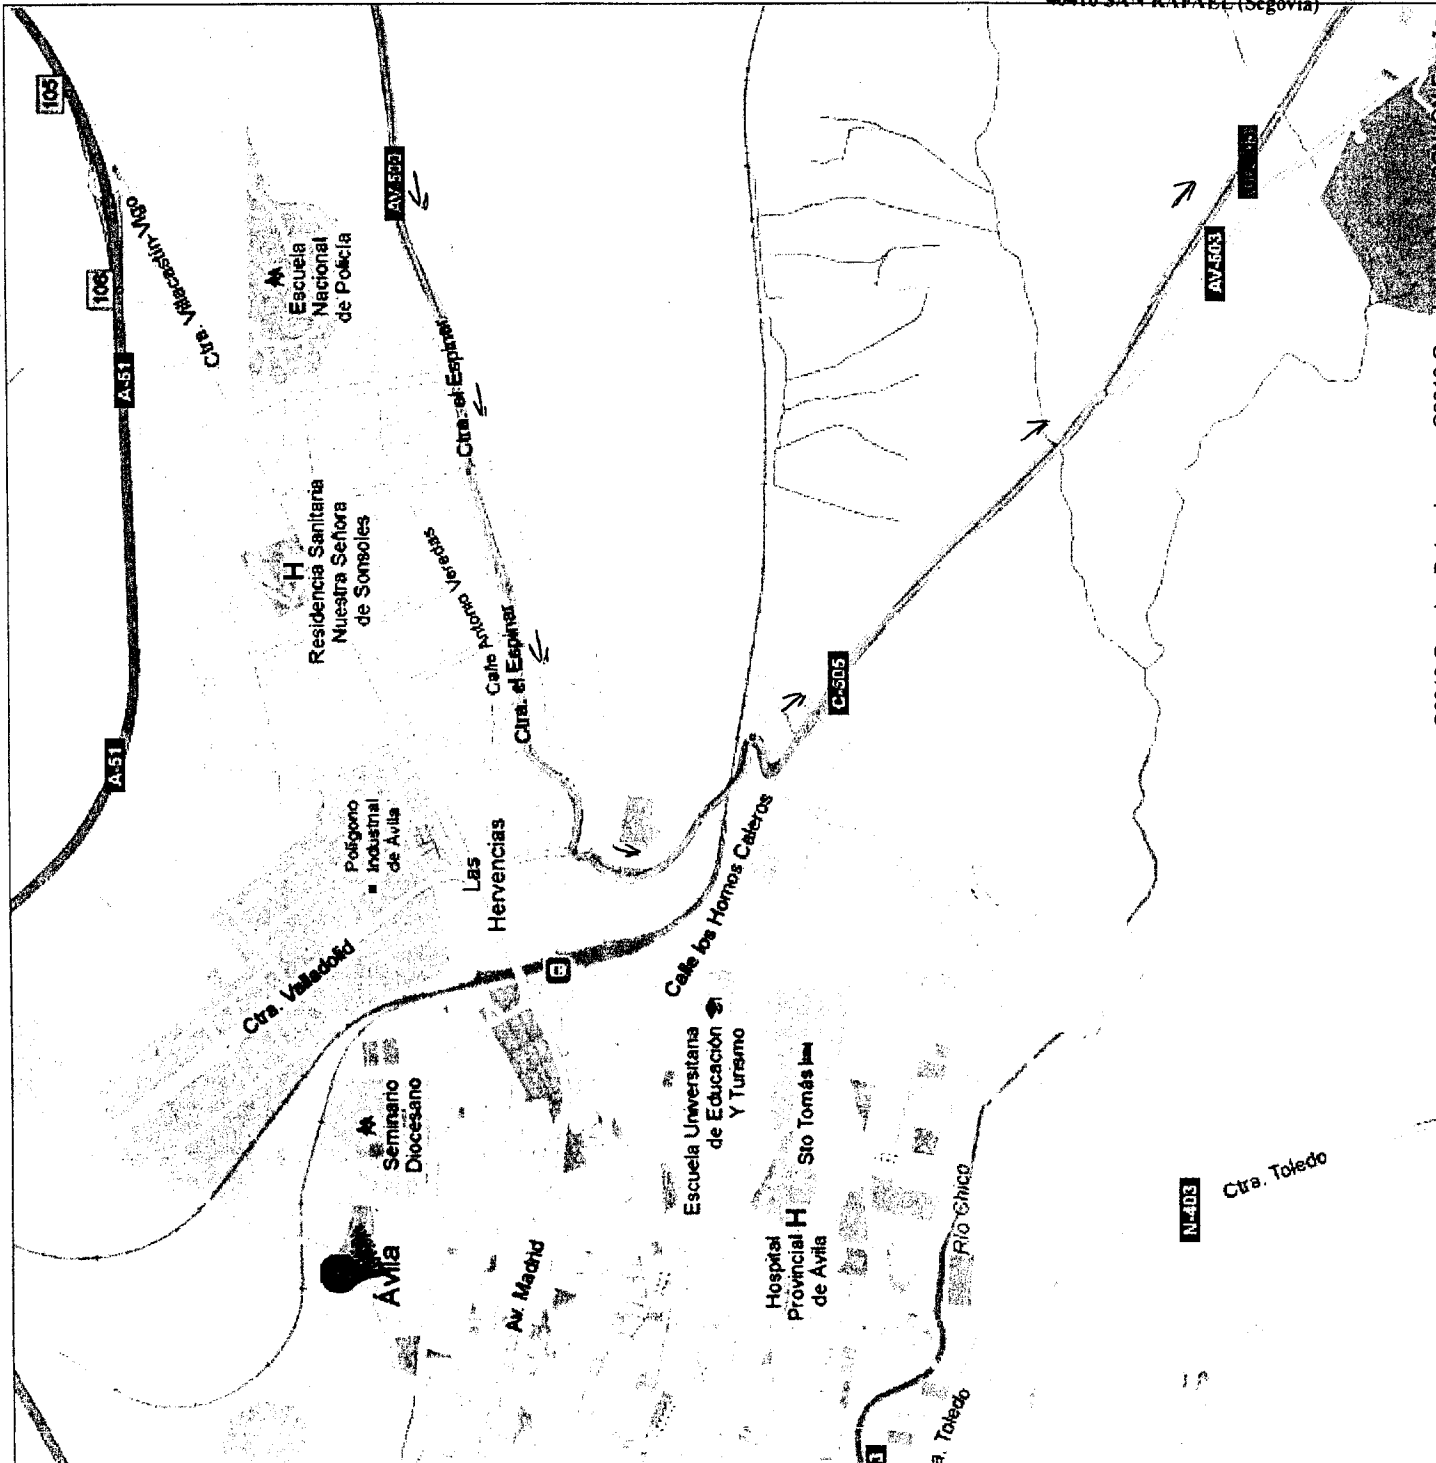 40410 SAN RAFAEL (Segovia)
105
106
A-51
A-51
Ctra. Villacastín-Vigo
Escuela
Nacional
de Policía
AV-500
Ctra. el Espinar
Residencia Sanitaria
Nuestra Señora
de Sonsoles
Calle Antonio Veredas
Ctra. el Espinar
Polígono
Industrial
de Ávila
Las
Hervencias
Ctra. Valladolid
Seminario
Diocesano
Ávila
Av. Madrid
Calle los Hornos Caleros
Escuela Universitaria
de Educación
Y Turismo
Sto Tomás
Hospital
Provincial
de Ávila
H
H
Río Chico
C-505
AV-503
N-403
Ctra. Toledo
a. Toledo